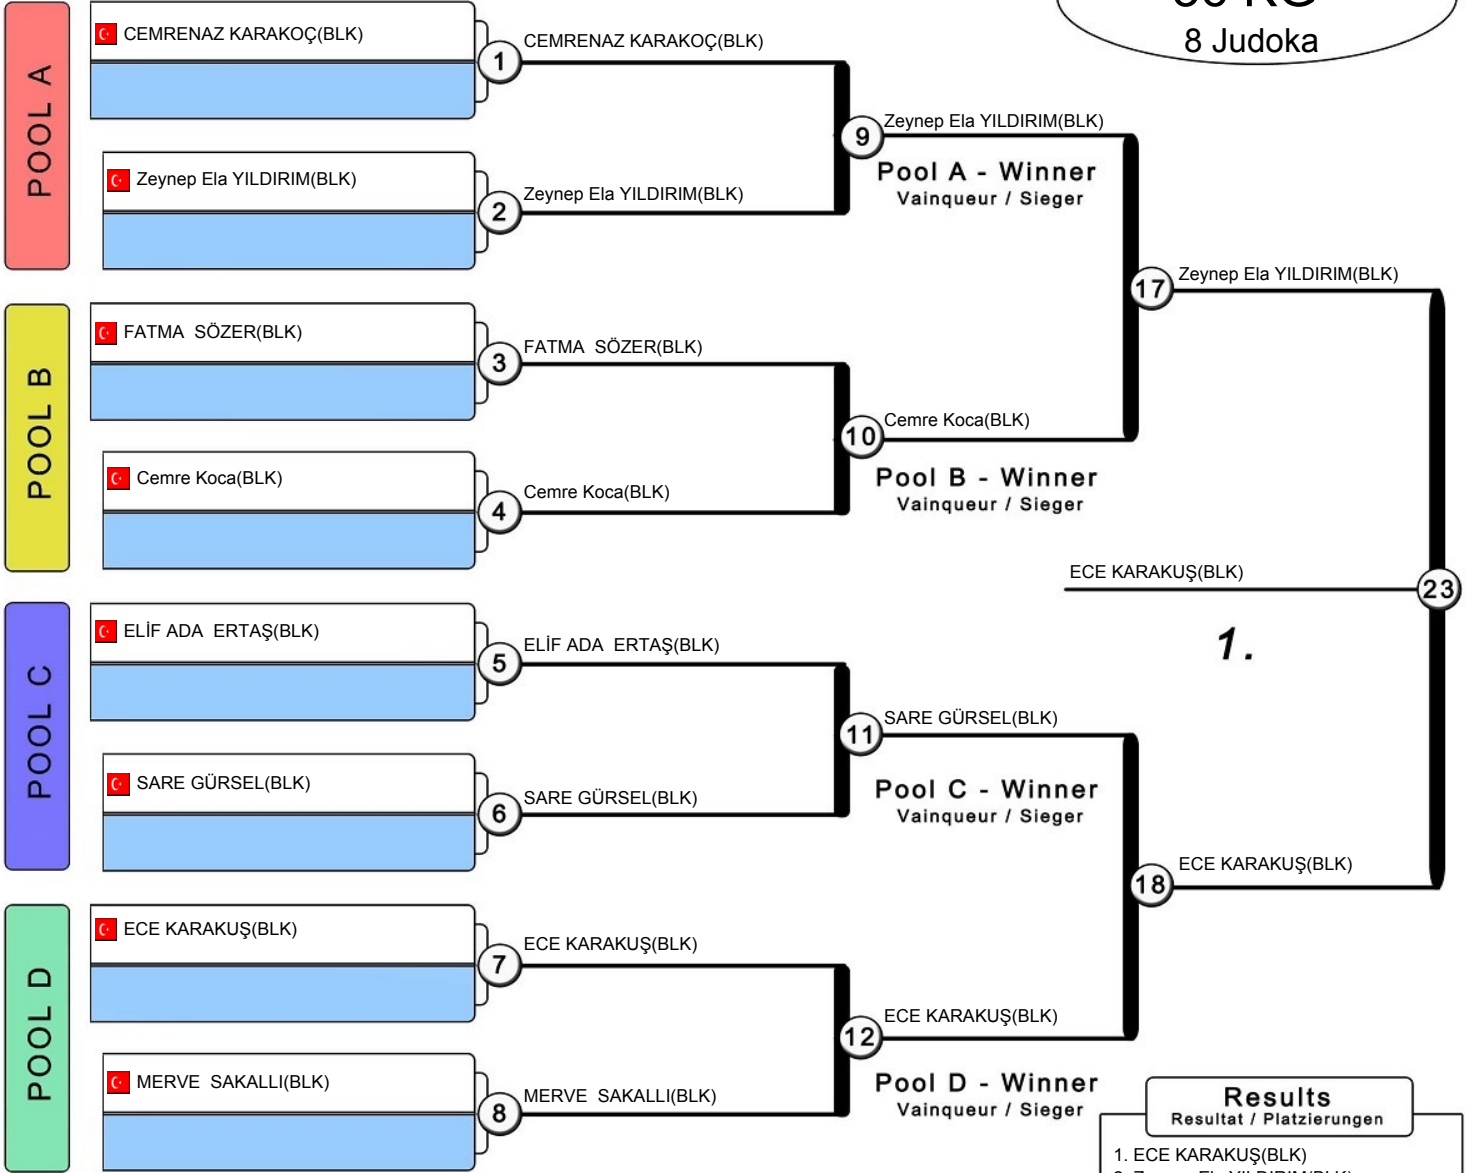 8 Judoka
POOL A
CEMRENAZ KARAKOÇ(BLK)
1
CEMRENAZ KARAKOÇ(BLK)
Zeynep Ela YILDIRIM(BLK)
2
Zeynep Ela YILDIRIM(BLK)
9
Zeynep Ela YILDIRIM(BLK)
Pool A - Winner
Vainqueur / Sieger
POOL B
FATMA SÖZER(BLK)
3
FATMA SÖZER(BLK)
Cemre Koca(BLK)
4
Cemre Koca(BLK)
10
Cemre Koca(BLK)
Pool B - Winner
Vainqueur / Sieger
17
Zeynep Ela YILDIRIM(BLK)
POOL C
ELİF ADA ERTAŞ(BLK)
5
ELİF ADA ERTAŞ(BLK)
SARE GÜRSEL(BLK)
6
SARE GÜRSEL(BLK)
11
SARE GÜRSEL(BLK)
Pool C - Winner
Vainqueur / Sieger
POOL D
ECE KARAKUŞ(BLK)
7
ECE KARAKUŞ(BLK)
MERVE SAKALLI(BLK)
8
MERVE SAKALLI(BLK)
12
ECE KARAKUŞ(BLK)
Pool D - Winner
Vainqueur / Sieger
18
ECE KARAKUŞ(BLK)
ECE KARAKUŞ(BLK)
23
1.
Results
Resultat / Platzierungen
1. ECE KARAKUŞ(BLK)